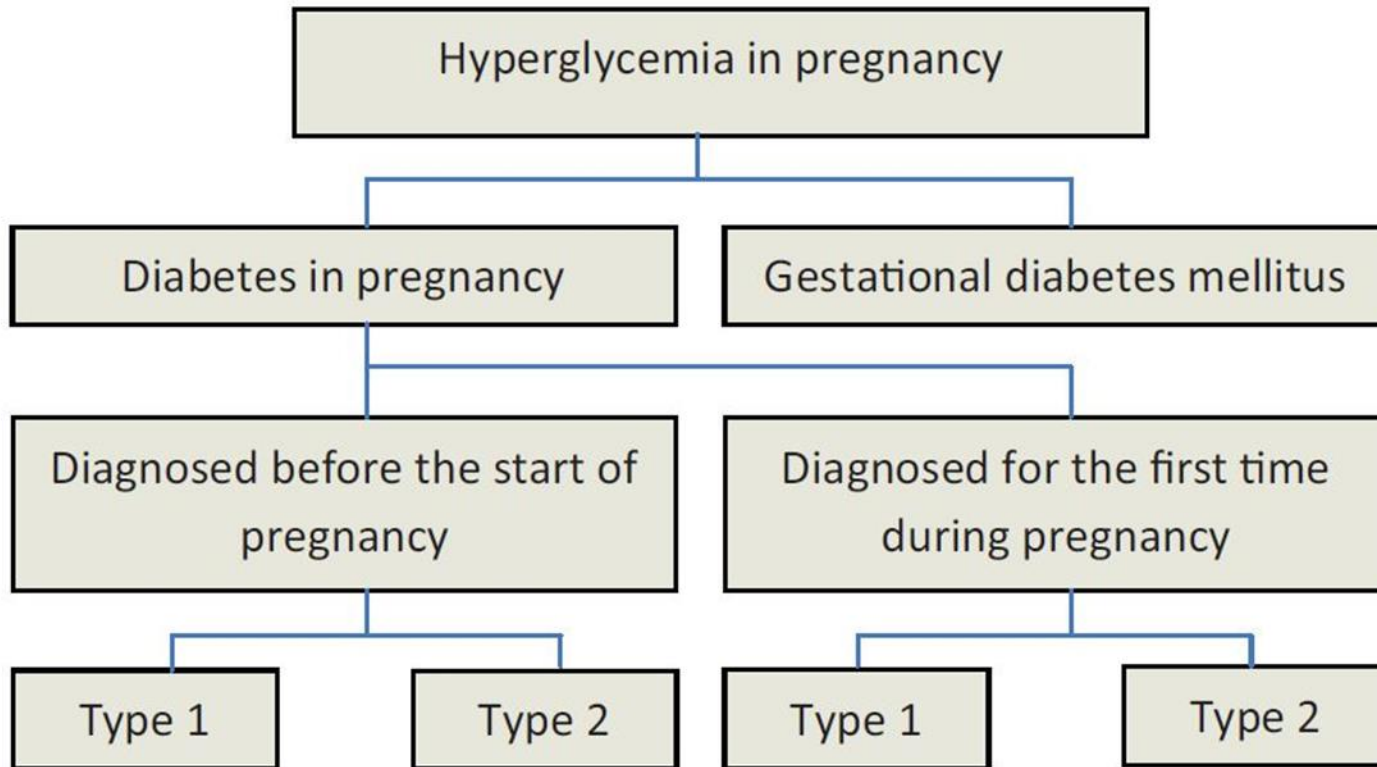 Hyperglycemia in pregnancy
Diabetes in pregnancy
Gestational diabetes mellitus
Diagnosed before the start of
pregnancy
Diagnosed for the first time
during pregnancy
Type 1
Type 2
Type 1
Type 2